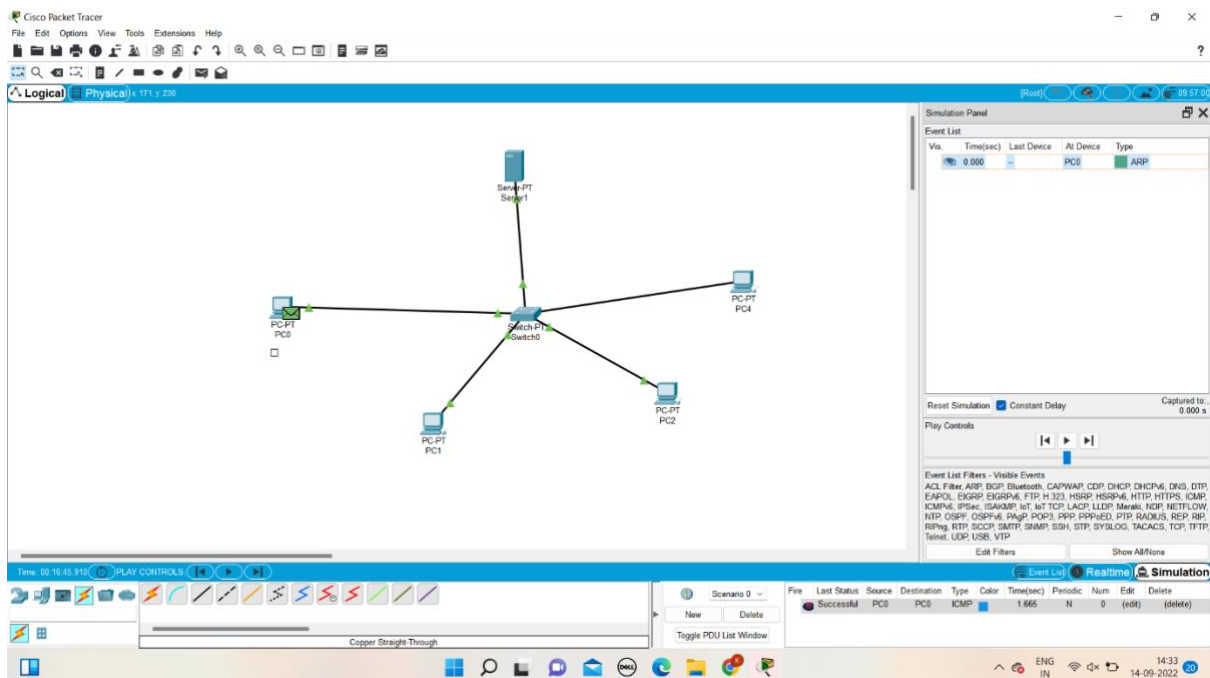 Cisco Packet Tracer
File Edit Options View Tools Extensions Help
?
Logical Physical x: 171, y: 230 [Root] 09:57:00
Simulation Panel
Event List
Vis. Time(sec) Last Device At Device Type
0.000 -- PC0 ARP
Server-PT
Server1
PC-PT
PC4
PC-PT
PC0
Switch-PT
Switch0
PC-PT
PC2
PC-PT
PC1
Reset Simulation Constant Delay Captured to:
0.000 s
Play Controls
Event List Filters - Visible Events
ACL Filter, ARP, BGP, Bluetooth, CAPWAP, CDP, DHCP, DHCPv6, DNS, DTP,
EAPOL, EIGRP, EIGRPv6, FTP, H.323, HSRP, HSRPv6, HTTP, HTTPS, ICMP,
ICMPv6, IPSec, ISAKMP, IoT, IoT TCP, LACP, LLDP, Meraki, NDP, NETFLOW,
NTP, OSPF, OSPFv6, PAgP, POP3, PPP, PPPoED, PTP, RADIUS, REP, RIP,
RIPng, RTP, SCCP, SMTP, SNMP, SSH, STP, SYSLOG, TACACS, TCP, TFTP,
Telnet, UDP, USB, VTP
Edit Filters Show All/None
Time: 00:16:45.910 PLAY CONTROLS: Event List Realtime Simulation
Scenario 0
New Delete
Toggle PDU List Window
Fire Last Status Source Destination Type Color Time(sec) Periodic Num Edit Delete
Successful PC0 PC0 ICMP 1.665 N 0 (edit) (delete)
Copper Straight-Through
DELL
ENG
IN
14:33
14-09-2022
20